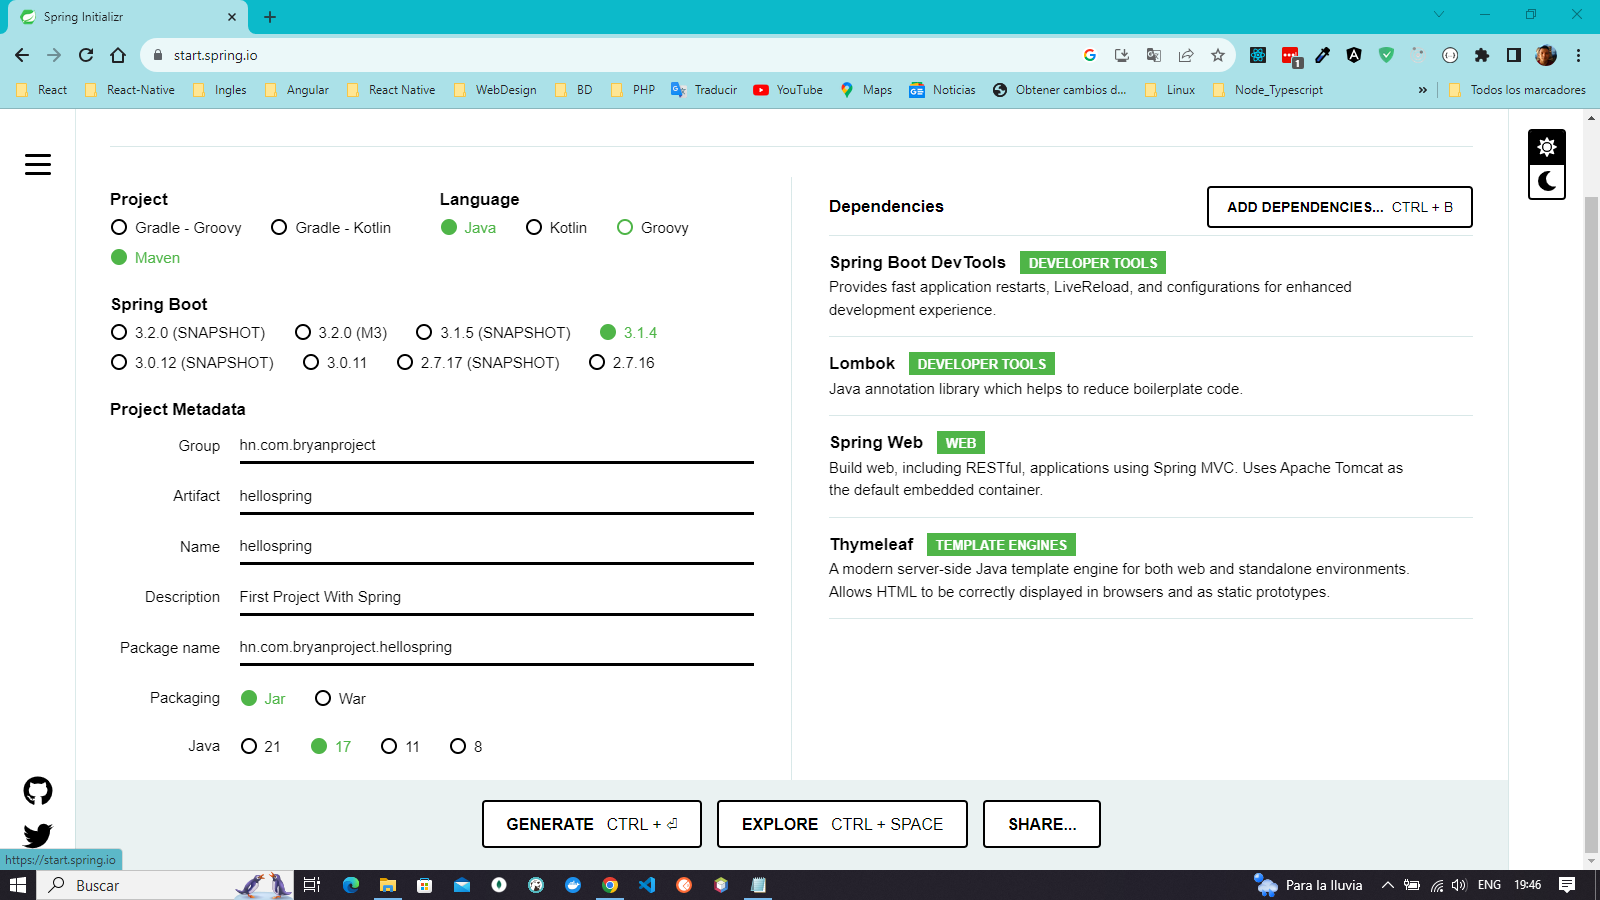 Spring Initializr
start.spring.io
1
React
React-Native
Ingles
Angular
React Native
WebDesign
BD
PHP
Traducir
YouTube
Maps
Noticias
Obtener cambios d...
Linux
Node_Typescript
»
Todos los marcadores
Project
Gradle - Groovy
Gradle - Kotlin
Maven
Language
Java
Kotlin
Groovy
Spring Boot
3.2.0 (SNAPSHOT)
3.2.0 (M3)
3.1.5 (SNAPSHOT)
3.1.4
3.0.12 (SNAPSHOT)
3.0.11
2.7.17 (SNAPSHOT)
2.7.16
Project Metadata
Group
hn.com.bryanproject
Artifact
hellospring
Name
hellospring
Description
First Project With Spring
Package name
hn.com.bryanproject.hellospring
Packaging
Jar
War
Java
21
17
11
8
Dependencies
ADD DEPENDENCIES... CTRL + B
Spring Boot DevTools DEVELOPER TOOLS
Provides fast application restarts, LiveReload, and configurations for enhanced
development experience.
Lombok DEVELOPER TOOLS
Java annotation library which helps to reduce boilerplate code.
Spring Web WEB
Build web, including RESTful, applications using Spring MVC. Uses Apache Tomcat as
the default embedded container.
Thymeleaf TEMPLATE ENGINES
A modern server-side Java template engine for both web and standalone environments.
Allows HTML to be correctly displayed in browsers and as static prototypes.
GENERATE CTRL + ⏎
EXPLORE CTRL + SPACE
SHARE...
https://start.spring.io
Buscar
Para la lluvia
ENG
19:46